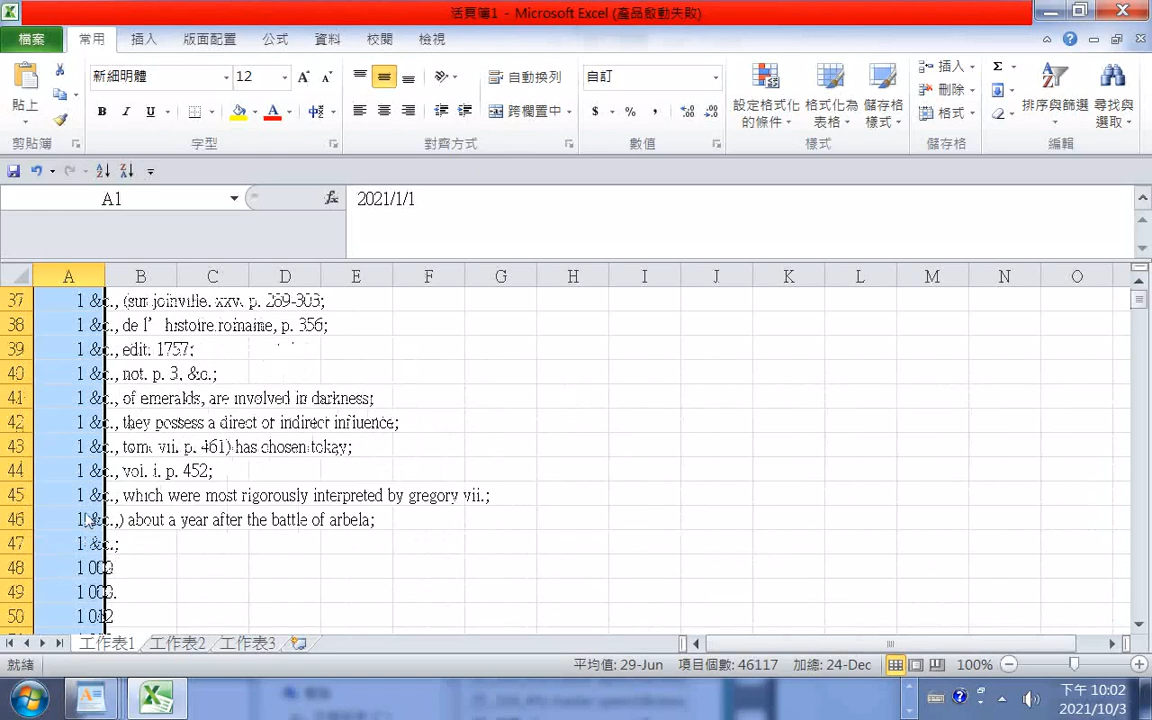 活頁簿1 - Microsoft Excel (產品啟動失敗)
檔案 常用 插入 版面配置 公式 資料 校閱 檢視
貼上 新細明體 12 自動換列 自訂 設定格式化的條件 格式化為表格 儲存格樣式 插入 刪除 格式 排序與篩選 尋找與選取
跨欄置中
剪貼簿 字型 對齊方式 數值 樣式 儲存格 編輯
A1 2021/1/1
A B C D E F G H I J K L M N O
37 1 &c., (sur joinville. xxv. p. 289-303;
38 1 &c., de l’ histoire romaine, p. 356;
39 1 &c., edit. 1757;
40 1 &c., not. p. 3, &c.;
41 1 &c., of emeralds, are involved in darkness;
42 1 &c., they possess a direct or indirect influence;
43 1 &c., tom. vii. p. 461) has chosen tokay;
44 1 &c., vol. i. p. 452;
45 1 &c., which were most rigorously interpreted by gregory vii.;
46 1 &c.,) about a year after the battle of arbela;
47 1 &c.;
48 1 000
49 1 000.
50 1 012
工作表1 工作表2 工作表3
就緒 平均值: 29-Jun 項目個數: 46117 加總: 24-Dec 100%
下午 10:02
2021/10/3